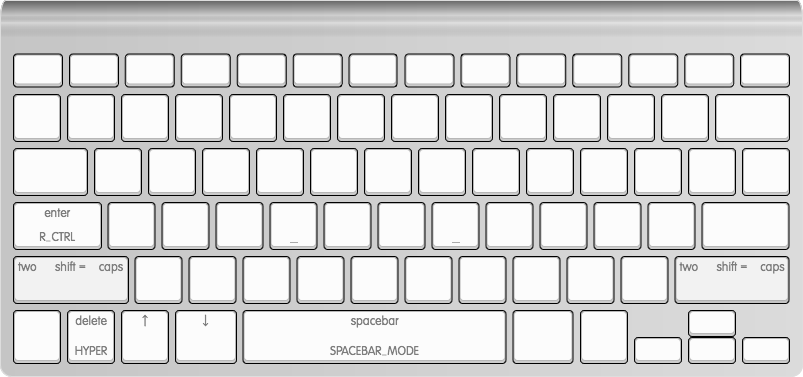 enter
R_CTRL
_ _
two shift = caps
two shift = caps
delete ↑ ↓ spacebar
HYPER SPACEBAR_MODE